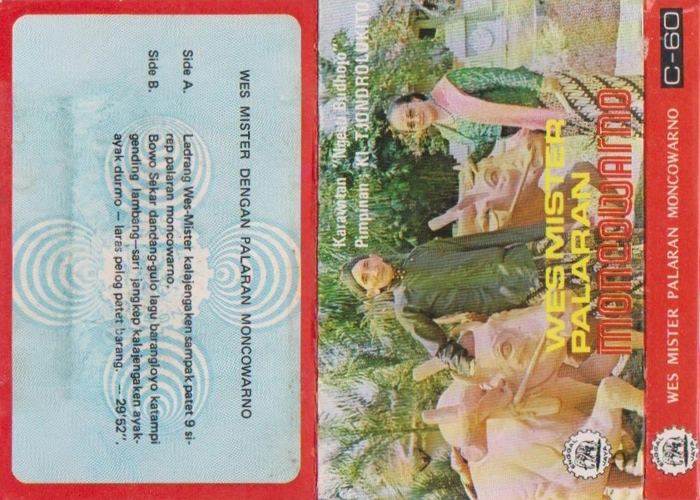 WES MISTER DENGAN PALARAN MONCOWARNO
Side A. Ladrang Wes-Mister kalajengaken sampak patet 9 si-
rep palaran moncowarno.
Side B. Bowo Sekar dandang-gulo lagu barangloyo katampi
gending lambang-sari jangkep kalajengaken ayak-
ayak durmo — laras pelog patet barang. — 29'52".
Karawitan "Ngesti Budoyo"
Pimpinan : KI. TJONDROLUKITO
WES MISTER
PALARAN
MONCOWARNO
C-60
WES MISTER PALARAN MONCOWARNO